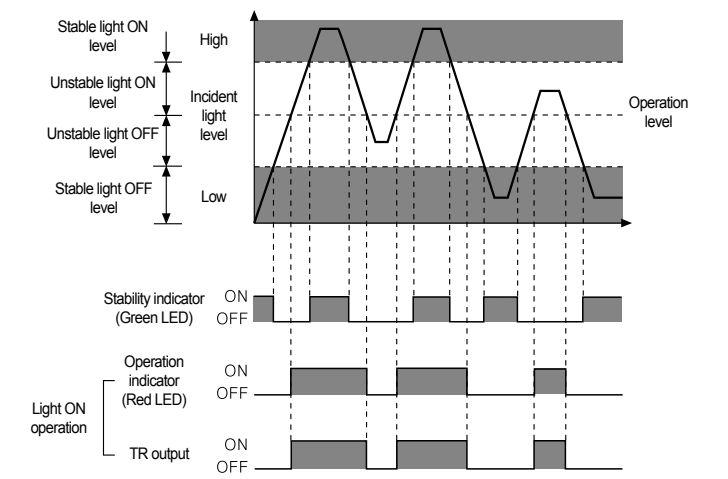 Stable light ON
level
High
Unstable light ON
level
Incident
light
level
Operation
level
Unstable light OFF
level
Stable light OFF
level
Low
Stability indicator
(Green LED)
ON
OFF
Operation
indicator
(Red LED)
ON
OFF
Light ON
operation
TR output
ON
OFF